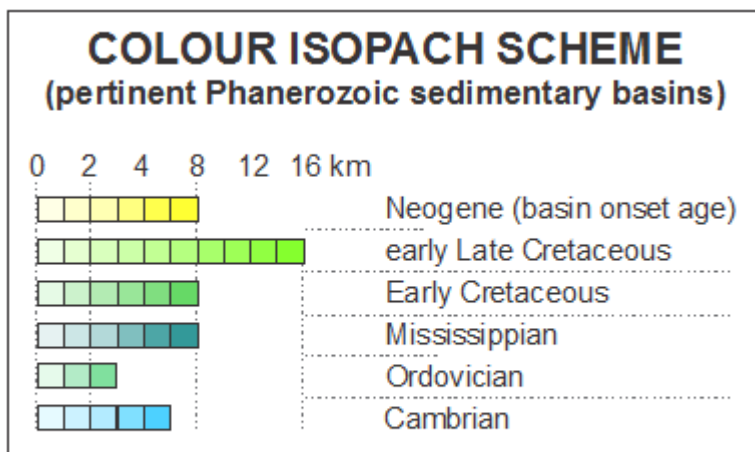 COLOUR ISOPACH SCHEME
(pertinent Phanerozoic sedimentary basins)
0 2 4 8 12 16 km
Neogene (basin onset age)
early Late Cretaceous
Early Cretaceous
Mississippian
Ordovician
Cambrian